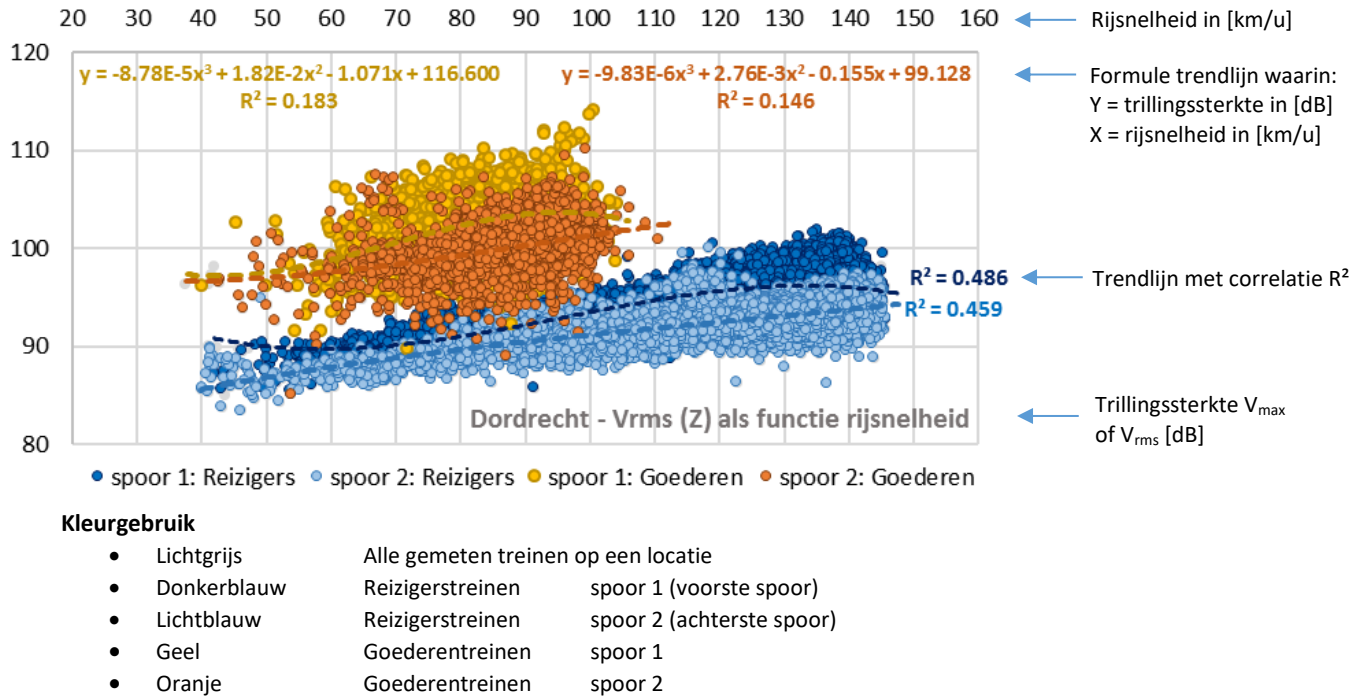 20 30 40 50 60 70 80 90 100 110 120 130 140 150 160
Rijsnelheid in [km/u]
120
y = -8.78E-5x³ + 1.82E-2x² - 1.071x + 116.600
R² = 0.183
y = -9.83E-6x³ + 2.76E-3x² - 0.155x + 99.128
R² = 0.146
Formule trendlijn waarin:
Y = trillingssterkte in [dB]
X = rijsnelheid in [km/u]
110
100
R² = 0.486
Trendlijn met correlatie R²
R² = 0.459
90
Dordrecht - Vrms (Z) als functie rijsnelheid
Trillingssterkte Vmax
of Vrms [dB]
80
spoor 1: Reizigers spoor 2: Reizigers spoor 1: Goederen spoor 2: Goederen
Kleurgebruik
• Lichtgrijs Alle gemeten treinen op een locatie
• Donkerblauw Reizigerstreinen spoor 1 (voorste spoor)
• Lichtblauw Reizigerstreinen spoor 2 (achterste spoor)
• Geel Goederentreinen spoor 1
• Oranje Goederentreinen spoor 2